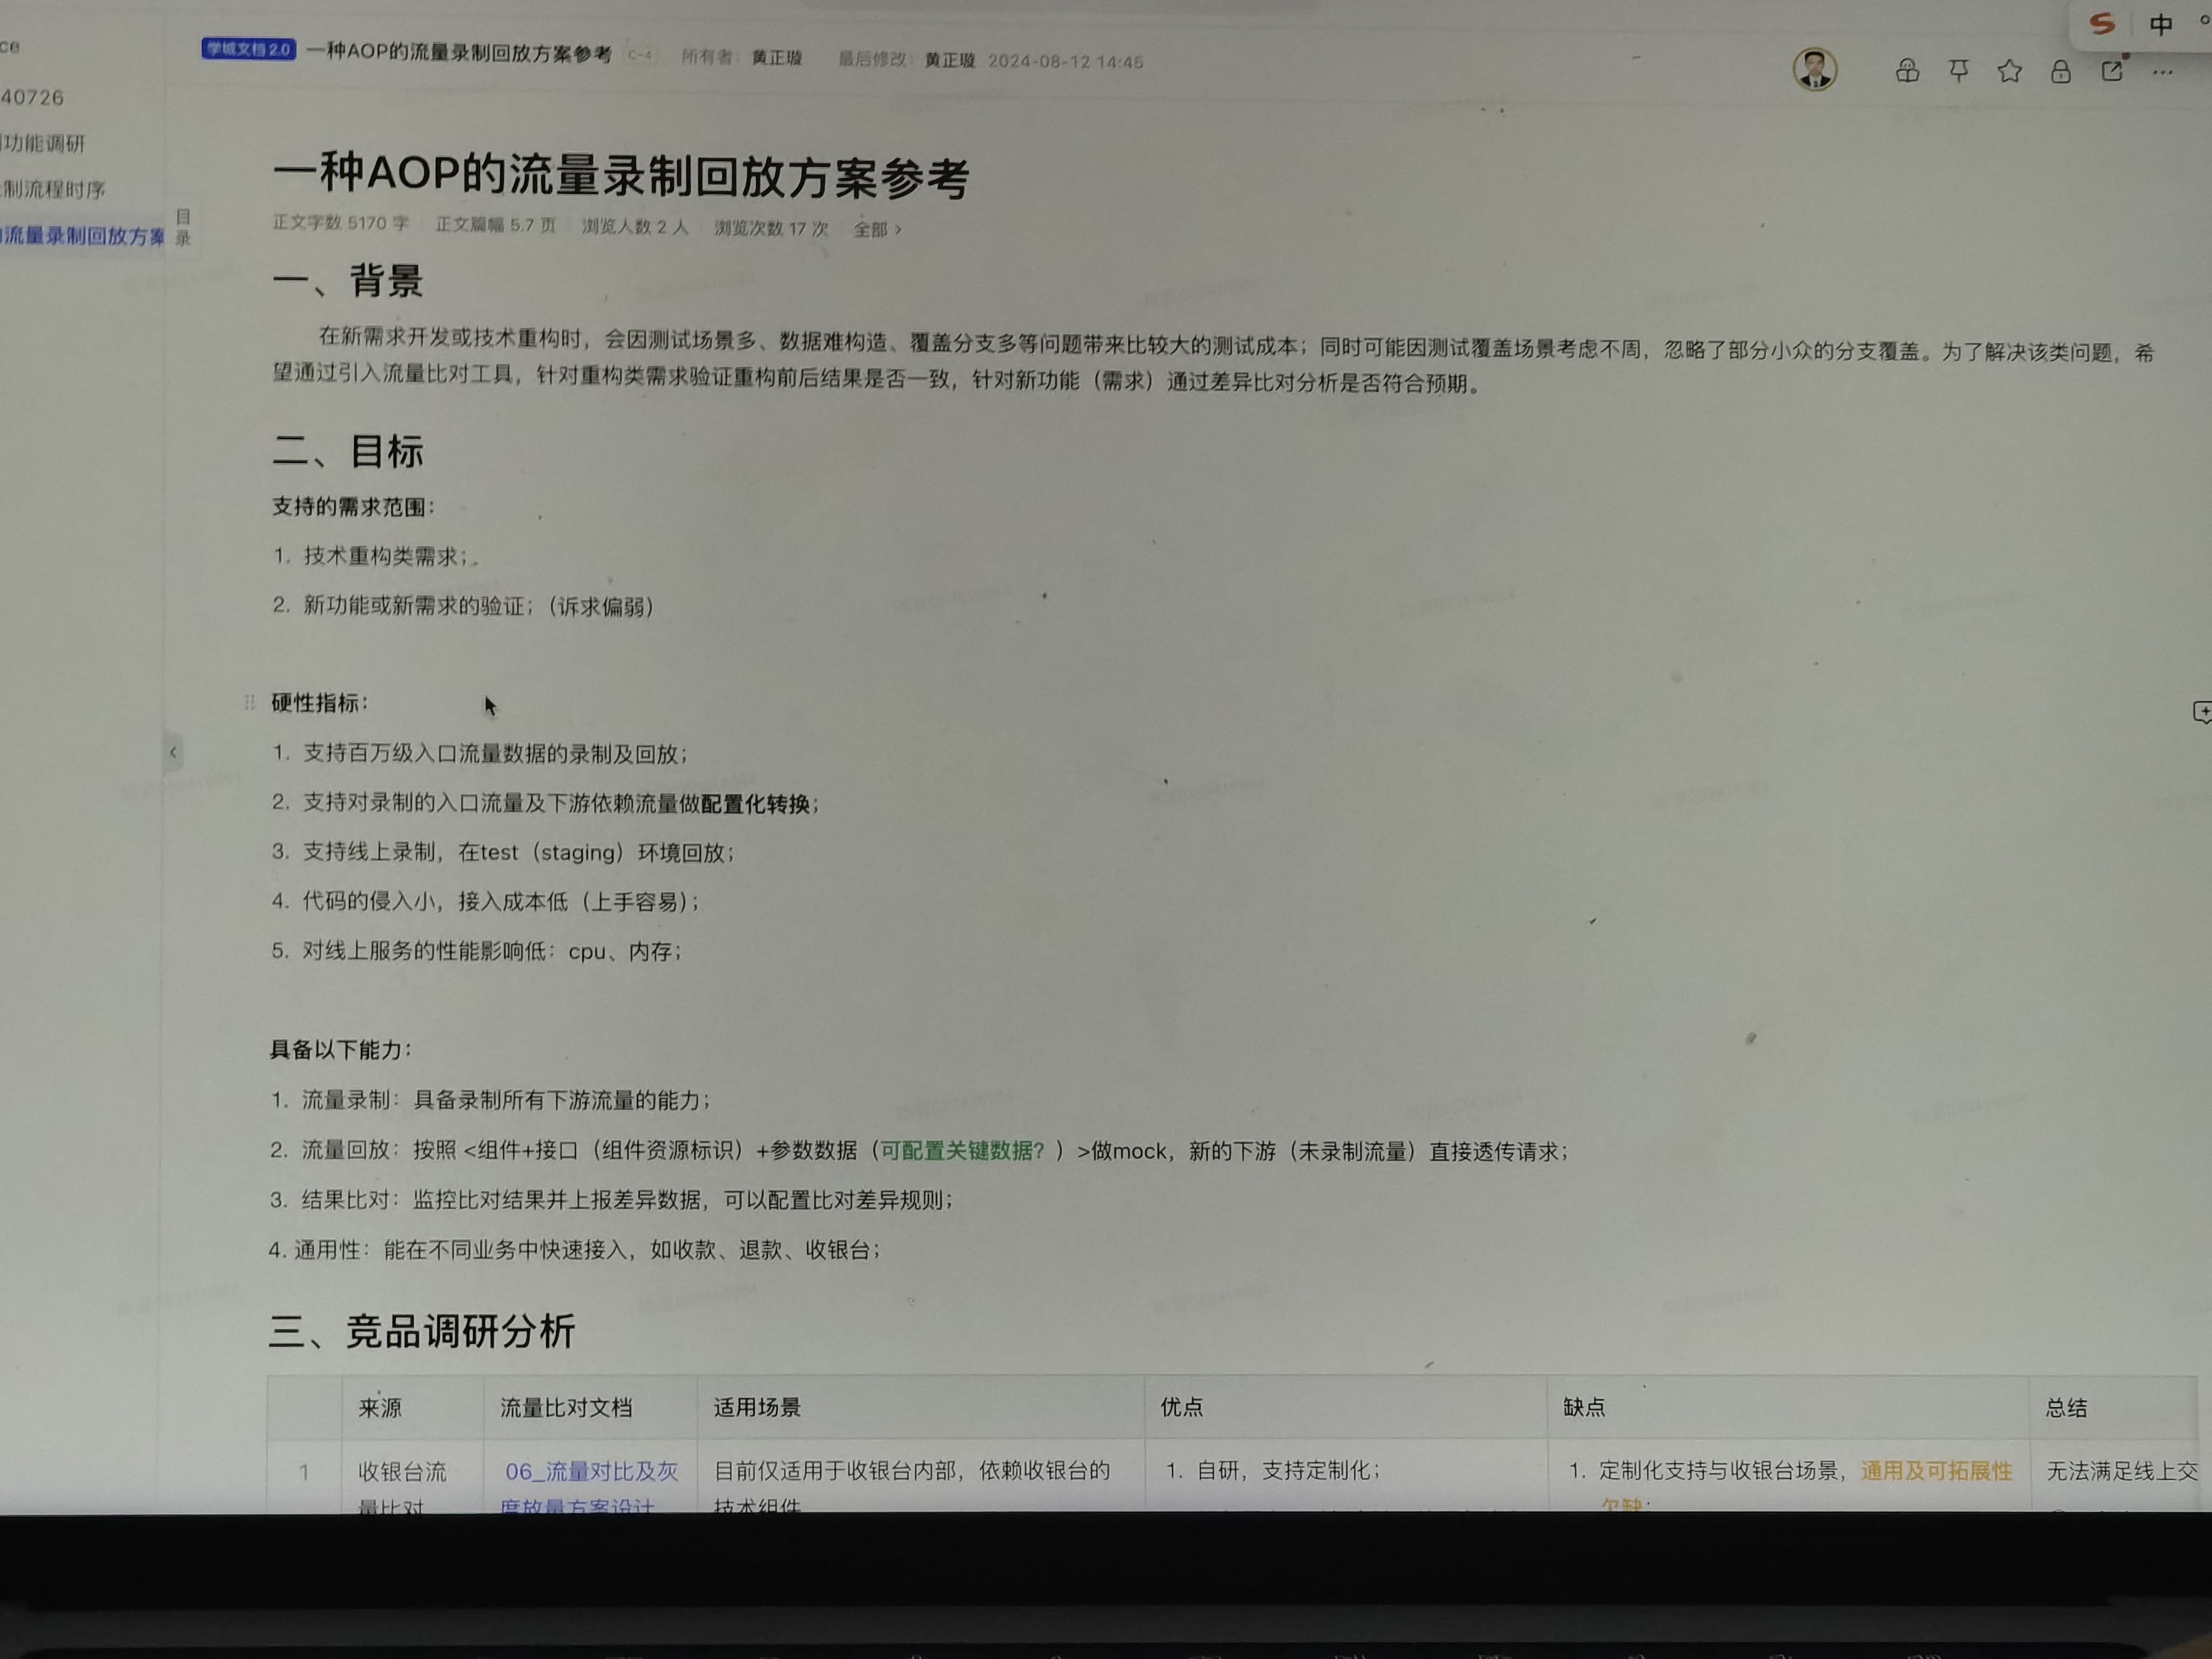 ce
40726
功能调研
制流程时序
流量录制回放方案
目录
学城文档 2.0 一种AOP的流量录制回放方案参考 C-4 所有者：黄正璇 最后修改：黄正璇 2024-08-12 14:45
中
一种AOP的流量录制回放方案参考
正文字数 5170 字 正文篇幅 5.7 页 浏览人数 2 人 浏览次数 17 次 全部 >
一、背景
在新需求开发或技术重构时，会因测试场景多、数据难构造、覆盖分支多等问题带来比较大的测试成本；同时可能因测试覆盖场景考虑不周，忽略了部分小众的分支覆盖。为了解决该类问题，希
望通过引入流量比对工具，针对重构类需求验证重构前后结果是否一致，针对新功能（需求）通过差异比对分析是否符合预期。
二、目标
支持的需求范围：
1. 技术重构类需求；
2. 新功能或新需求的验证；（诉求偏弱）
硬性指标：
1. 支持百万级入口流量数据的录制及回放；
2. 支持对录制的入口流量及下游依赖流量做配置化转换；
3. 支持线上录制，在test（staging）环境回放；
4. 代码的侵入小，接入成本低（上手容易）；
5. 对线上服务的性能影响低：cpu、内存；
具备以下能力：
1. 流量录制：具备录制所有下游流量的能力；
2. 流量回放：按照 <组件+接口（组件资源标识）+参数数据（可配置关键数据？）>做mock，新的下游（未录制流量）直接透传请求；
3. 结果比对：监控比对结果并上报差异数据，可以配置比对差异规则；
4. 通用性：能在不同业务中快速接入，如收款、退款、收银台；
三、竞品调研分析
来源 流量比对文档 适用场景 优点 缺点 总结
1 收银台流 06_流量对比及灰 目前仅适用于收银台内部，依赖收银台的 1. 自研，支持定制化； 1. 定制化支持与收银台场景，通用及可拓展性 无法满足线上交
量比对 度放量方案设计 技术组件 欠缺；